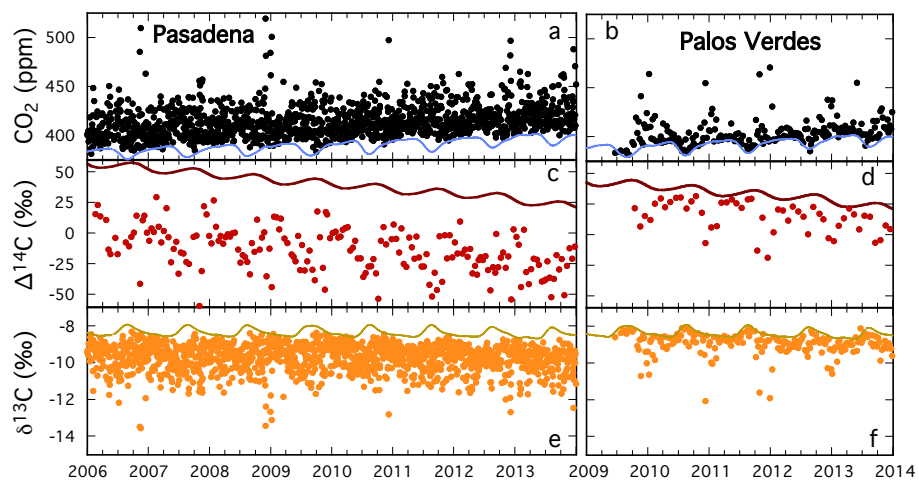 Pasadena a
b Palos Verdes
CO2 (ppm)
500
450
400
c
d
Δ14C (‰)
50
25
0
-25
-50
δ13C (‰)
-8
-10
-12
-14
e
f
2006 2007 2008 2009 2010 2011 2012 2013
2009 2010 2011 2012 2013 2014